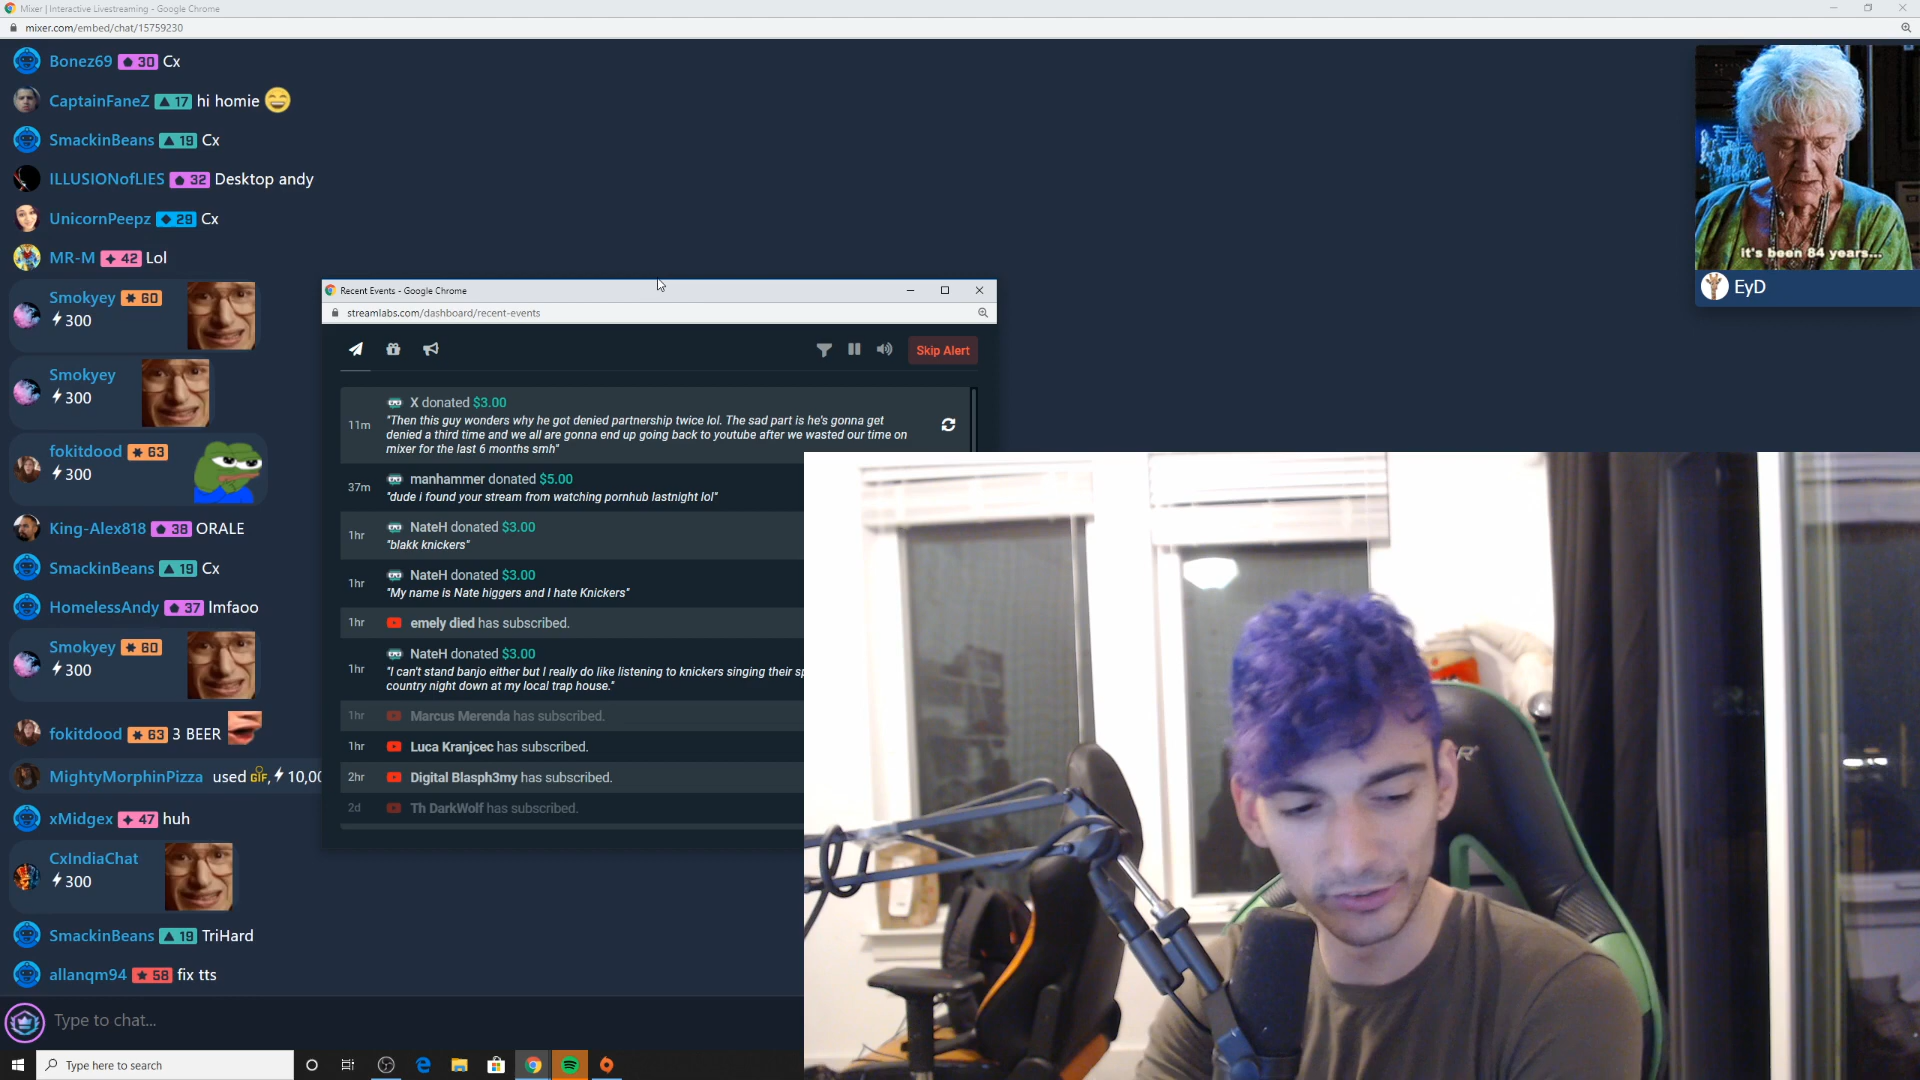 Mixer | Interactive Livestreaming - Google Chrome
mixer.com/embed/chat/15759230
Bonez69 30 Cx
CaptainFaneZ 17 hi homie
SmackinBeans 19 Cx
ILLUSIONofLIES 32 Desktop andy
UnicornPeepz 29 Cx
MR-M 42 Lol
Smokyey 60
300
Smokyey
300
fokitdood 63
300
King-Alex818 38 ORALE
SmackinBeans 19 Cx
HomelessAndy 37 lmfaoo
Smokyey 60
300
fokitdood 63 3 BEER
MightyMorphinPizza used GIF, 10,00
xMidgex 47 huh
CxIndiaChat
300
SmackinBeans 19 TriHard
allanqm94 58 fix tts
Type to chat...
Type here to search
Recent Events - Google Chrome
streamlabs.com/dashboard/recent-events
Skip Alert
X donated $3.00
11m
"Then this guy wonders why he got denied partnership twice lol. The sad part is he's gonna get
denied a third time and we all are gonna end up going back to youtube after we wasted our time on
mixer for the last 6 months smh"
manhammer donated $5.00
37m
"dude i found your stream from watching pornhub lastnight lol"
NateH donated $3.00
1hr
"blakk knickers"
NateH donated $3.00
1hr
"My name is Nate higgers and I hate Knickers"
1hr emely died has subscribed.
NateH donated $3.00
1hr
"I can't stand banjo either but I really do like listening to knickers singing their
country night down at my local trap house."
1hr Marcus Merenda has subscribed.
1hr Luca Kranjcec has subscribed.
2hr Digital Blasph3my has subscribed.
2d Th DarkWolf has subscribed.
it's been 84 years...
EyD